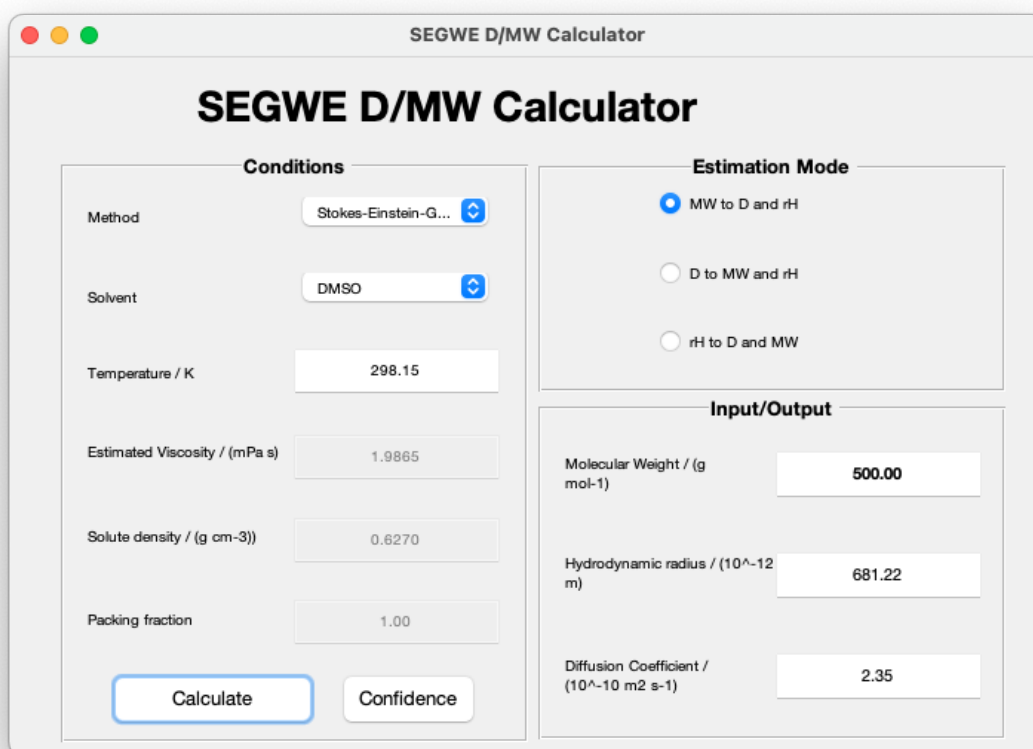 SEGWE D/MW Calculator
SEGWE D/MW Calculator
Conditions
Method
Stokes-Einstein-G...
Solvent
DMSO
Temperature / K
298.15
Estimated Viscosity / (mPa s)
1.9865
Solute density / (g cm-3))
0.6270
Packing fraction
1.00
Calculate
Confidence
Estimation Mode
MW to D and rH
D to MW and rH
rH to D and MW
Input/Output
Molecular Weight / (g
mol-1)
500.00
Hydrodynamic radius / (10^-12
m)
681.22
Diffusion Coefficient /
(10^-10 m2 s-1)
2.35